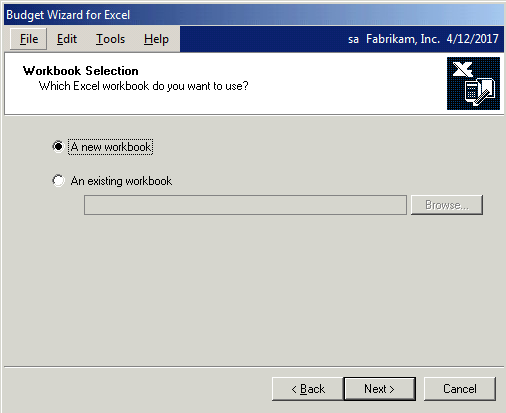 Budget Wizard for Excel
File Edit Tools Help sa Fabrikam, Inc. 4/12/2017
Workbook Selection
Which Excel workbook do you want to use?
A new workbook
An existing workbook
Browse...
< Back Next > Cancel